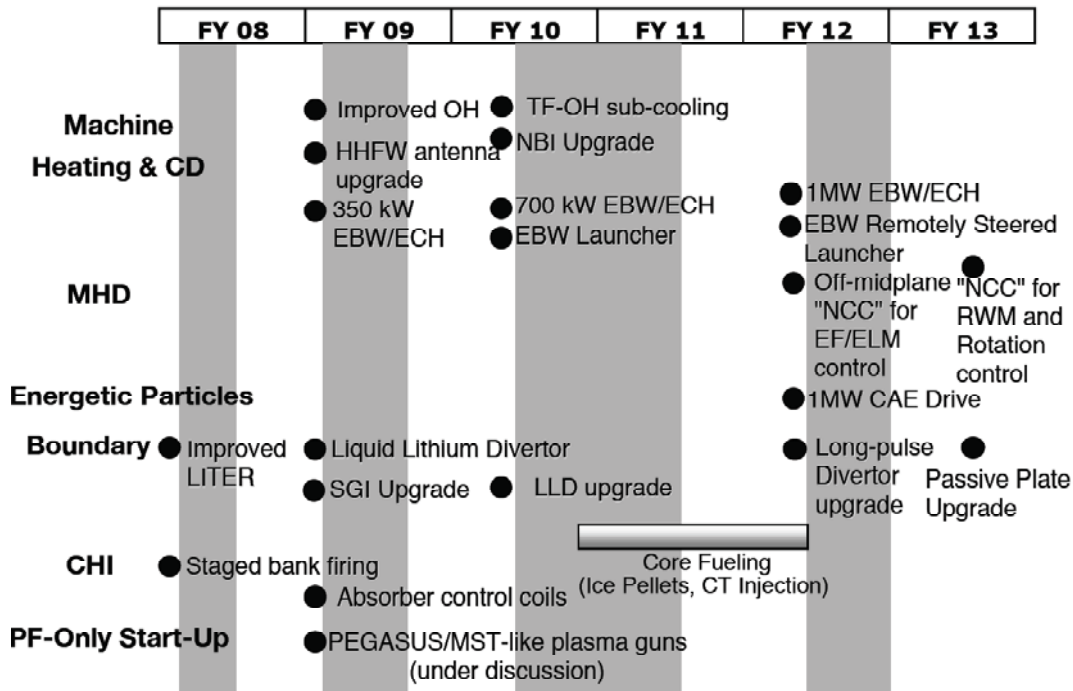 FY 08 FY 09 FY 10 FY 11 FY 12 FY 13
Machine
Improved OH
TF-OH sub-cooling
Heating & CD
HHFW antenna
upgrade
NBI Upgrade
350 kW
EBW/ECH
700 kW EBW/ECH
EBW Launcher
1MW EBW/ECH
EBW Remotely Steered
Launcher
MHD
Off-midplane
"NCC" for
EF/ELM
control
"NCC" for
RWM and
Rotation
control
Energetic Particles
1MW CAE Drive
Boundary
Improved
LITER
Liquid Lithium Divertor
SGI Upgrade
LLD upgrade
Long-pulse
Divertor
upgrade
Passive Plate
Upgrade
Core Fueling
(Ice Pellets, CT Injection)
CHI
Staged bank firing
Absorber control coils
PF-Only Start-Up
PEGASUS/MST-like plasma guns
(under discussion)